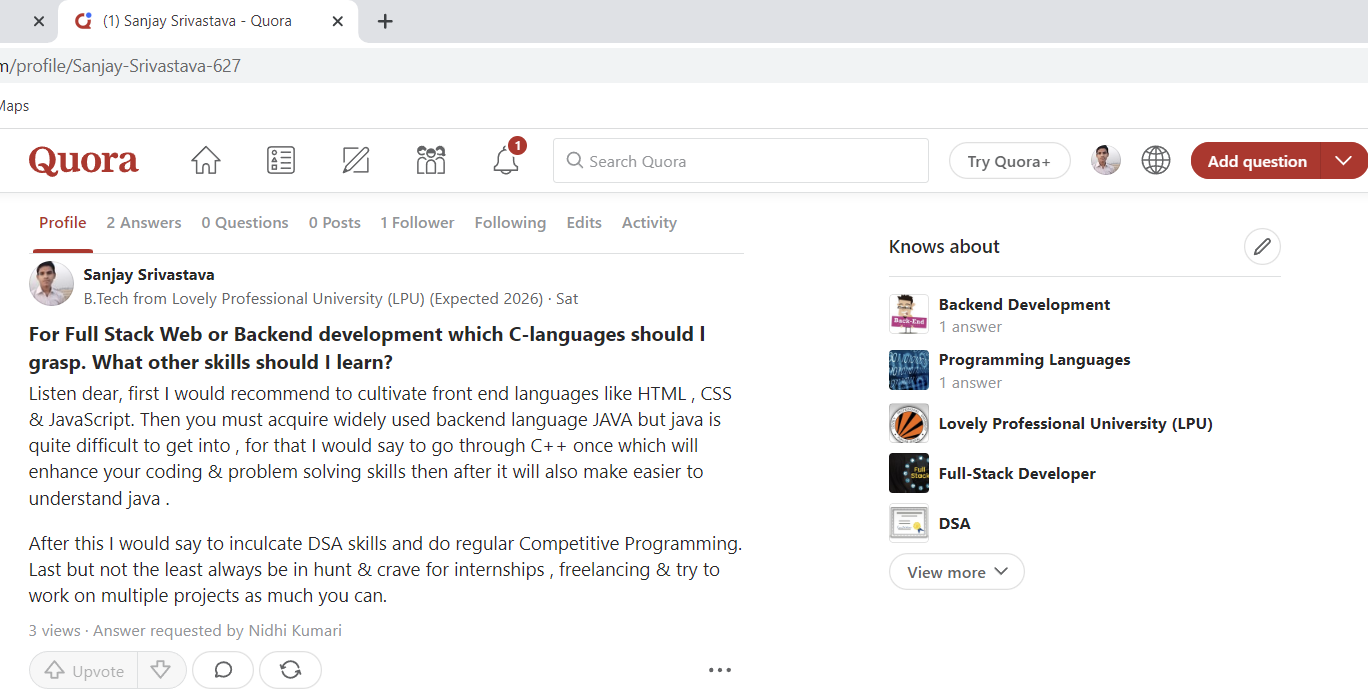 (1) Sanjay Srivastava - Quora
m/profile/Sanjay-Srivastava-627
Maps
Quora
1
Search Quora
Try Quora+
Add question
Profile
2 Answers
0 Questions
0 Posts
1 Follower
Following
Edits
Activity
Sanjay Srivastava
B.Tech from Lovely Professional University (LPU) (Expected 2026) · Sat
For Full Stack Web or Backend development which C-languages should I
grasp. What other skills should I learn?
Listen dear, first I would recommend to cultivate front end languages like HTML , CSS
& JavaScript. Then you must acquire widely used backend language JAVA but java is
quite difficult to get into , for that I would say to go through C++ once which will
enhance your coding & problem solving skills then after it will also make easier to
understand java .
After this I would say to inculcate DSA skills and do regular Competitive Programming.
Last but not the least always be in hunt & crave for internships , freelancing & try to
work on multiple projects as much you can.
3 views · Answer requested by Nidhi Kumari
Upvote
Knows about
Back-End
Backend Development
1 answer
Programming Languages
1 answer
Lovely Professional University (LPU)
Full
Stack
Full-Stack Developer
DSA
View more